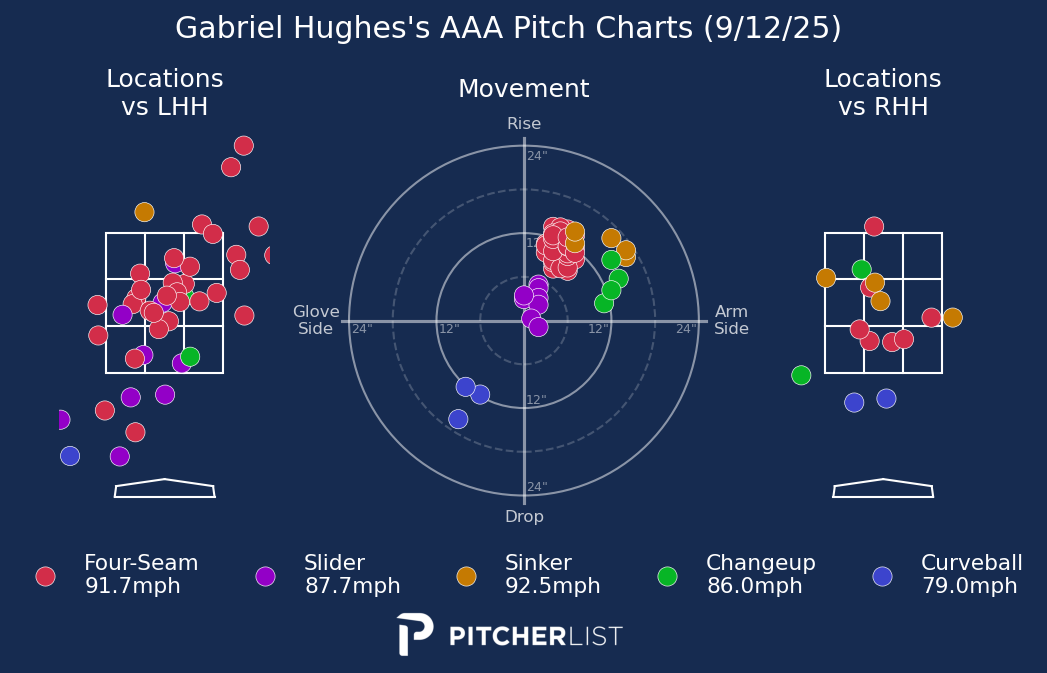 Gabriel Hughes's AAA Pitch Charts (9/12/25)
Locations
vs LHH
Movement
Locations
vs RHH
Rise
24"
12"
Glove
Side
24"
12"
12"
24"
Arm
Side
12"
24"
Drop
Four-Seam
91.7mph
Slider
87.7mph
Sinker
92.5mph
Changeup
86.0mph
Curveball
79.0mph
PITCHERLIST